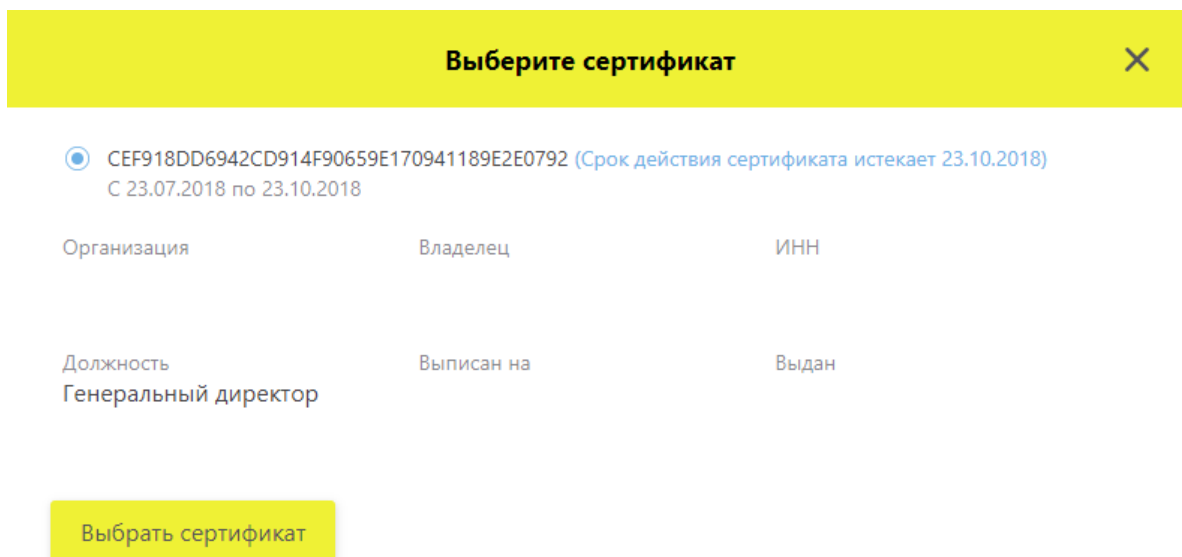 Выберите сертификат
CEF918DD6942CD914F90659E170941189E2E0792 (Срок действия сертификата истекает 23.10.2018)
С 23.07.2018 по 23.10.2018
Организация Владелец ИНН
Должность Выписан на Выдан
Генеральный директор
Выбрать сертификат